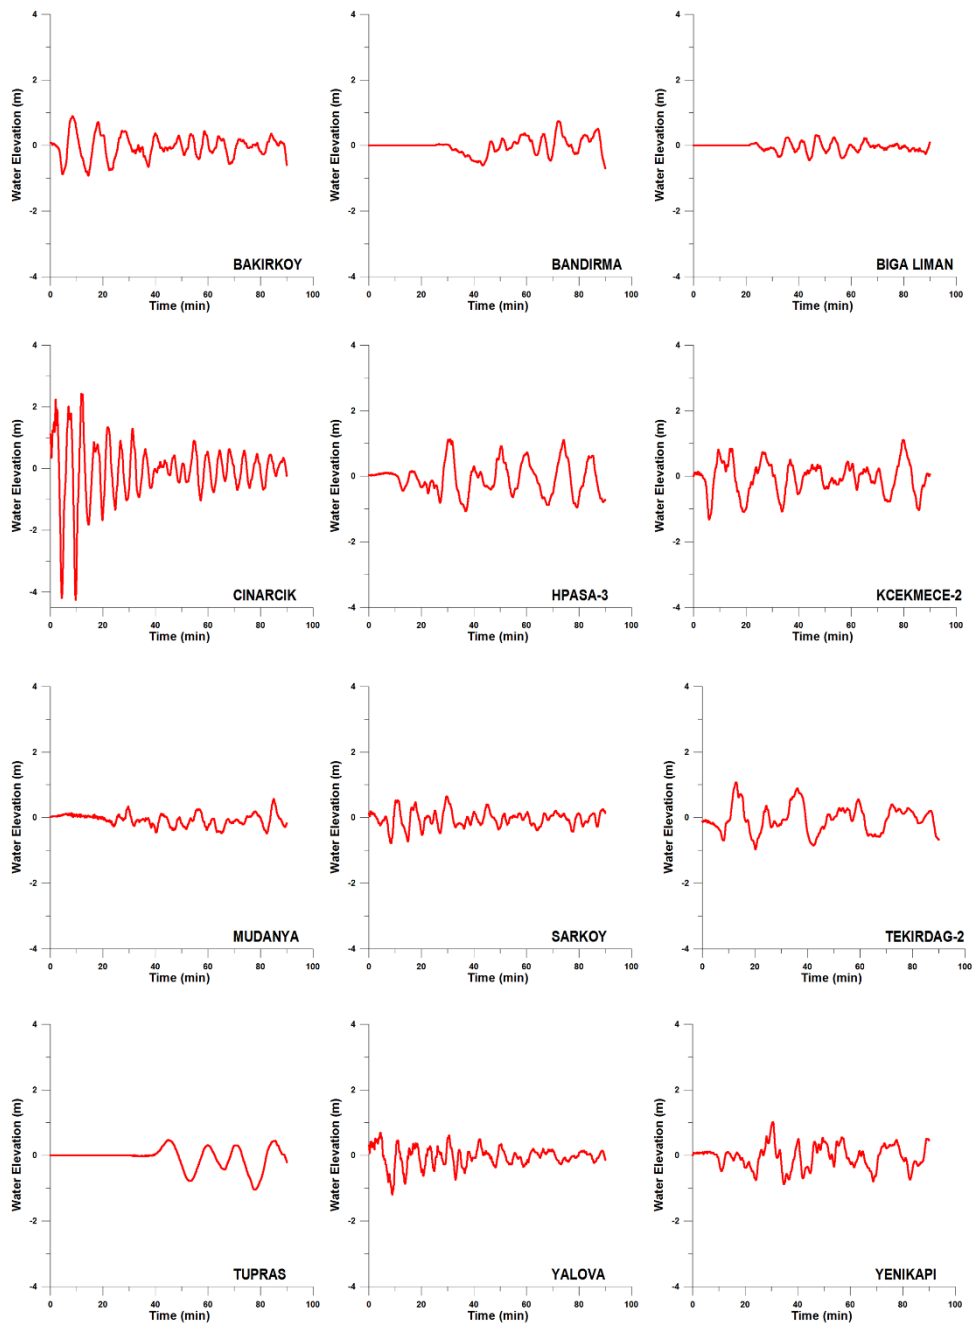 4
2
0
-2
-4
Water Elevation (m)
BAKIRKOY
0 20 40 60 80 100
Time (min)
4
2
0
-2
-4
Water Elevation (m)
BANDIRMA
0 20 40 60 80 100
Time (min)
4
2
0
-2
-4
Water Elevation (m)
BIGA LIMAN
0 20 40 60 80 100
Time (min)
4
2
0
-2
-4
Water Elevation (m)
CINARCIK
0 20 40 60 80 100
Time (min)
4
2
0
-2
-4
Water Elevation (m)
HPASA-3
0 20 40 60 80 100
Time (min)
4
2
0
-2
-4
Water Elevation (m)
KCEKMECE-2
0 20 40 60 80 100
Time (min)
4
2
0
-2
-4
Water Elevation (m)
MUDANYA
0 20 40 60 80 100
Time (min)
4
2
0
-2
-4
Water Elevation (m)
SARKOY
0 20 40 60 80 100
Time (min)
4
2
0
-2
-4
Water Elevation (m)
TEKIRDAG-2
0 20 40 60 80 100
Time (min)
4
2
0
-2
-4
Water Elevation (m)
TUPRAS
0 20 40 60 80 100
Time (min)
4
2
0
-2
-4
Water Elevation (m)
YALOVA
0 20 40 60 80 100
Time (min)
4
2
0
-2
-4
Water Elevation (m)
YENIKAPI
0 20 40 60 80 100
Time (min)